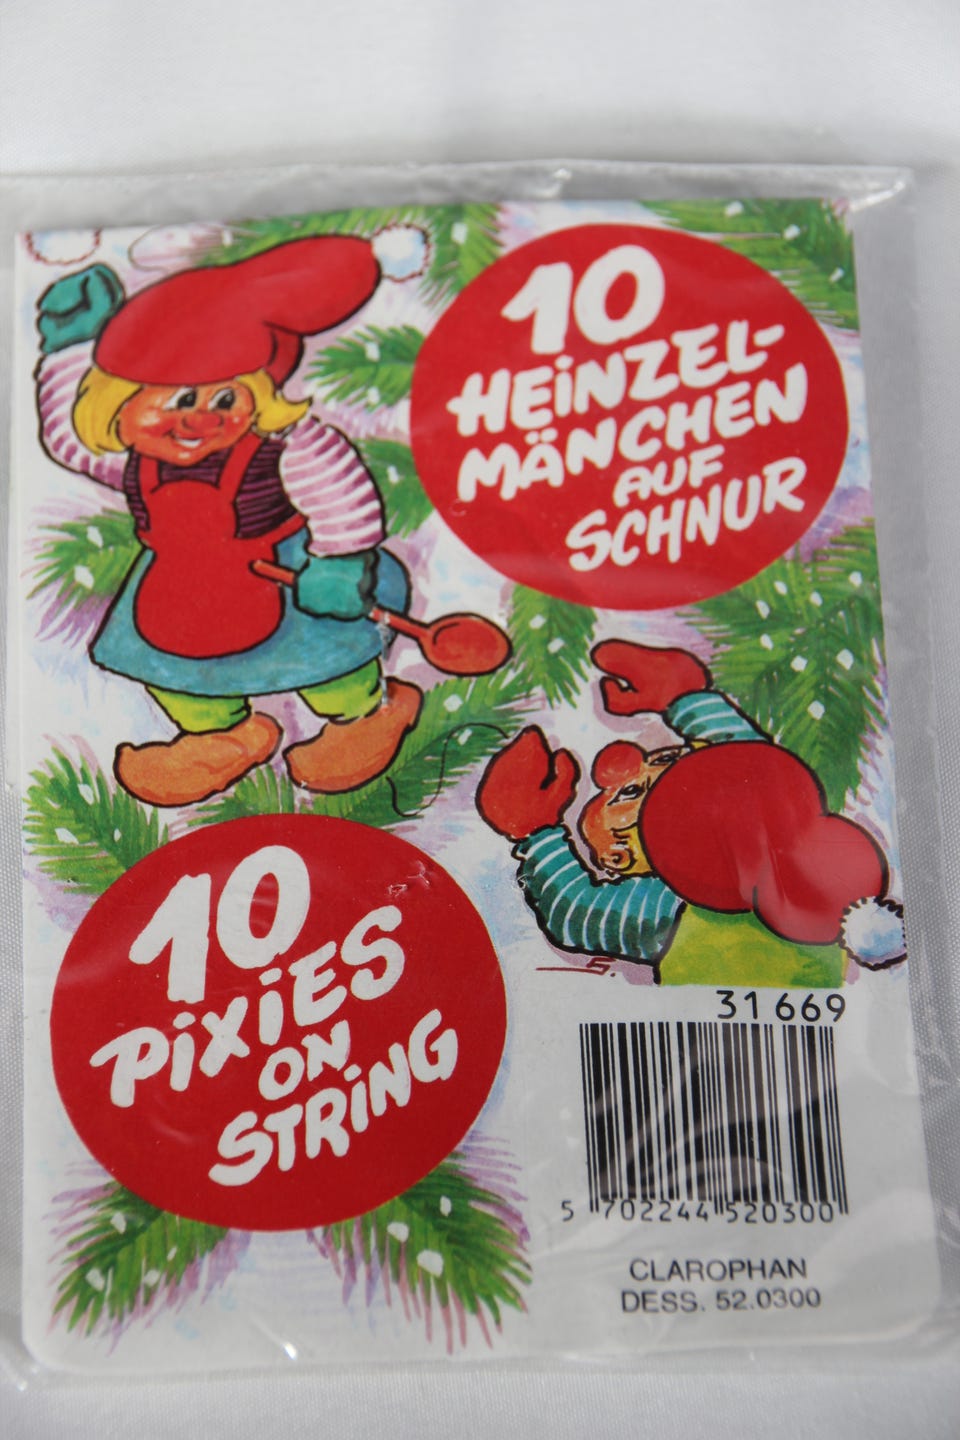 10
HEiNZEL-
MÄNCHEN
AUF
SCHNUR
10
PiXiES
ON
STRiNG
31 669
5 702244 520300
CLAROPHAN
DESS. 52.0300